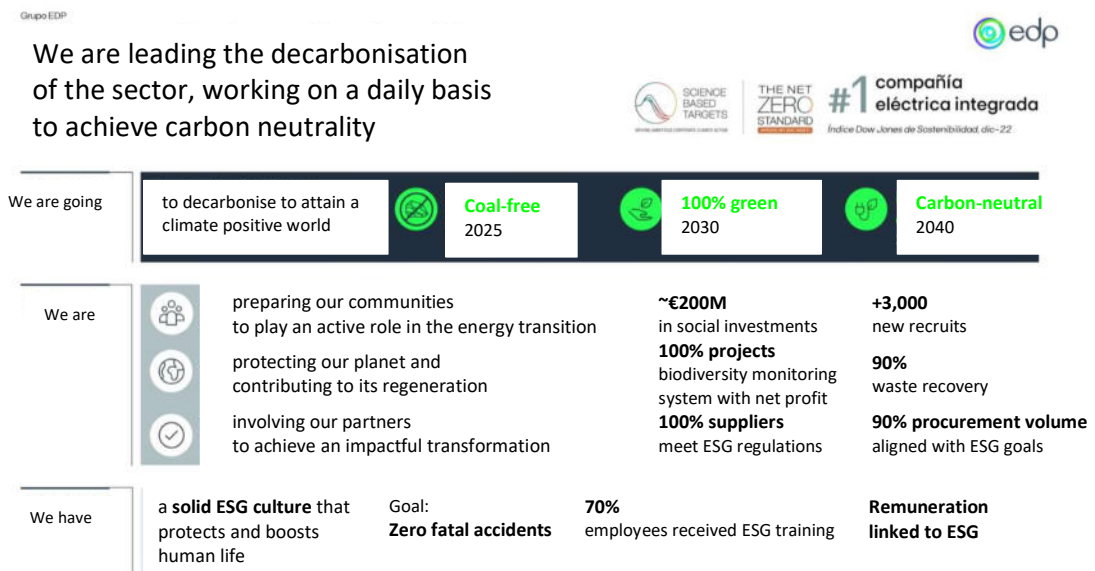 Grupo EDP
edp
We are leading the decarbonisation
of the sector, working on a daily basis
to achieve carbon neutrality
SCIENCE
BASED
TARGETS
DRIVING AMBITIOUS CORPORATE CLIMATE ACTION
THE NET
ZERO
STANDARD
#1 compañía
eléctrica integrada
Índice Dow Jones de Sostenibilidad, dic-22
We are going
to decarbonise to attain a
climate positive world
Coal-free
2025
100% green
2030
Carbon-neutral
2040
We are
preparing our communities
to play an active role in the energy transition
~€200M
in social investments
+3,000
new recruits
protecting our planet and
contributing to its regeneration
100% projects
biodiversity monitoring
system with net profit
90%
waste recovery
involving our partners
to achieve an impactful transformation
100% suppliers
meet ESG regulations
90% procurement volume
aligned with ESG goals
We have
a solid ESG culture that
protects and boosts
human life
Goal:
Zero fatal accidents
70%
employees received ESG training
Remuneration
linked to ESG